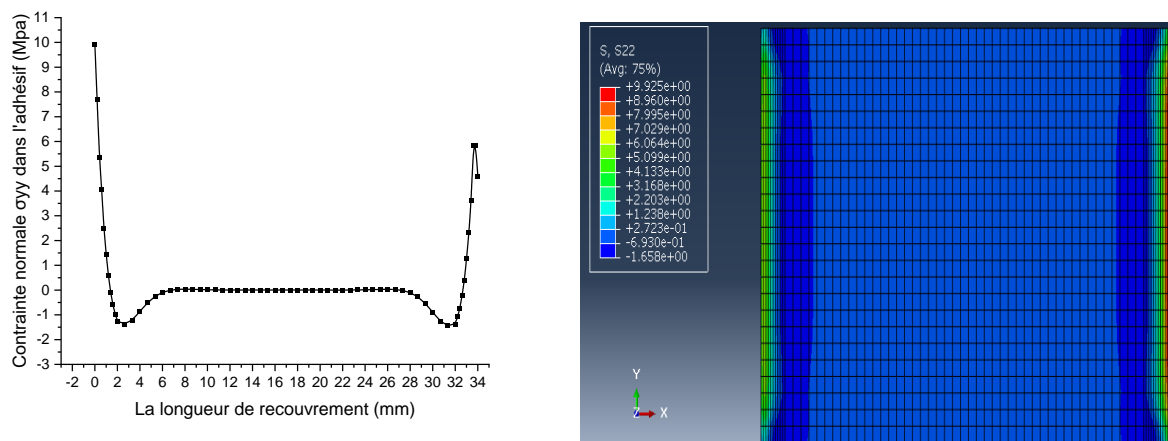 Contrainte normale σyy dans l'adhésif (Mpa)
11
10
9
8
7
6
5
4
3
2
1
0
-1
-2
-3
-2 0 2 4 6 8 10 12 14 16 18 20 22 24 26 28 30 32 34
La longueur de recouvrement (mm)
S, S22
(Avg: 75%)
+9.925e+00
+8.960e+00
+7.995e+00
+7.029e+00
+6.064e+00
+5.099e+00
+4.133e+00
+3.168e+00
+2.203e+00
+1.238e+00
+2.723e-01
-6.930e-01
-1.658e+00
Y
Z X